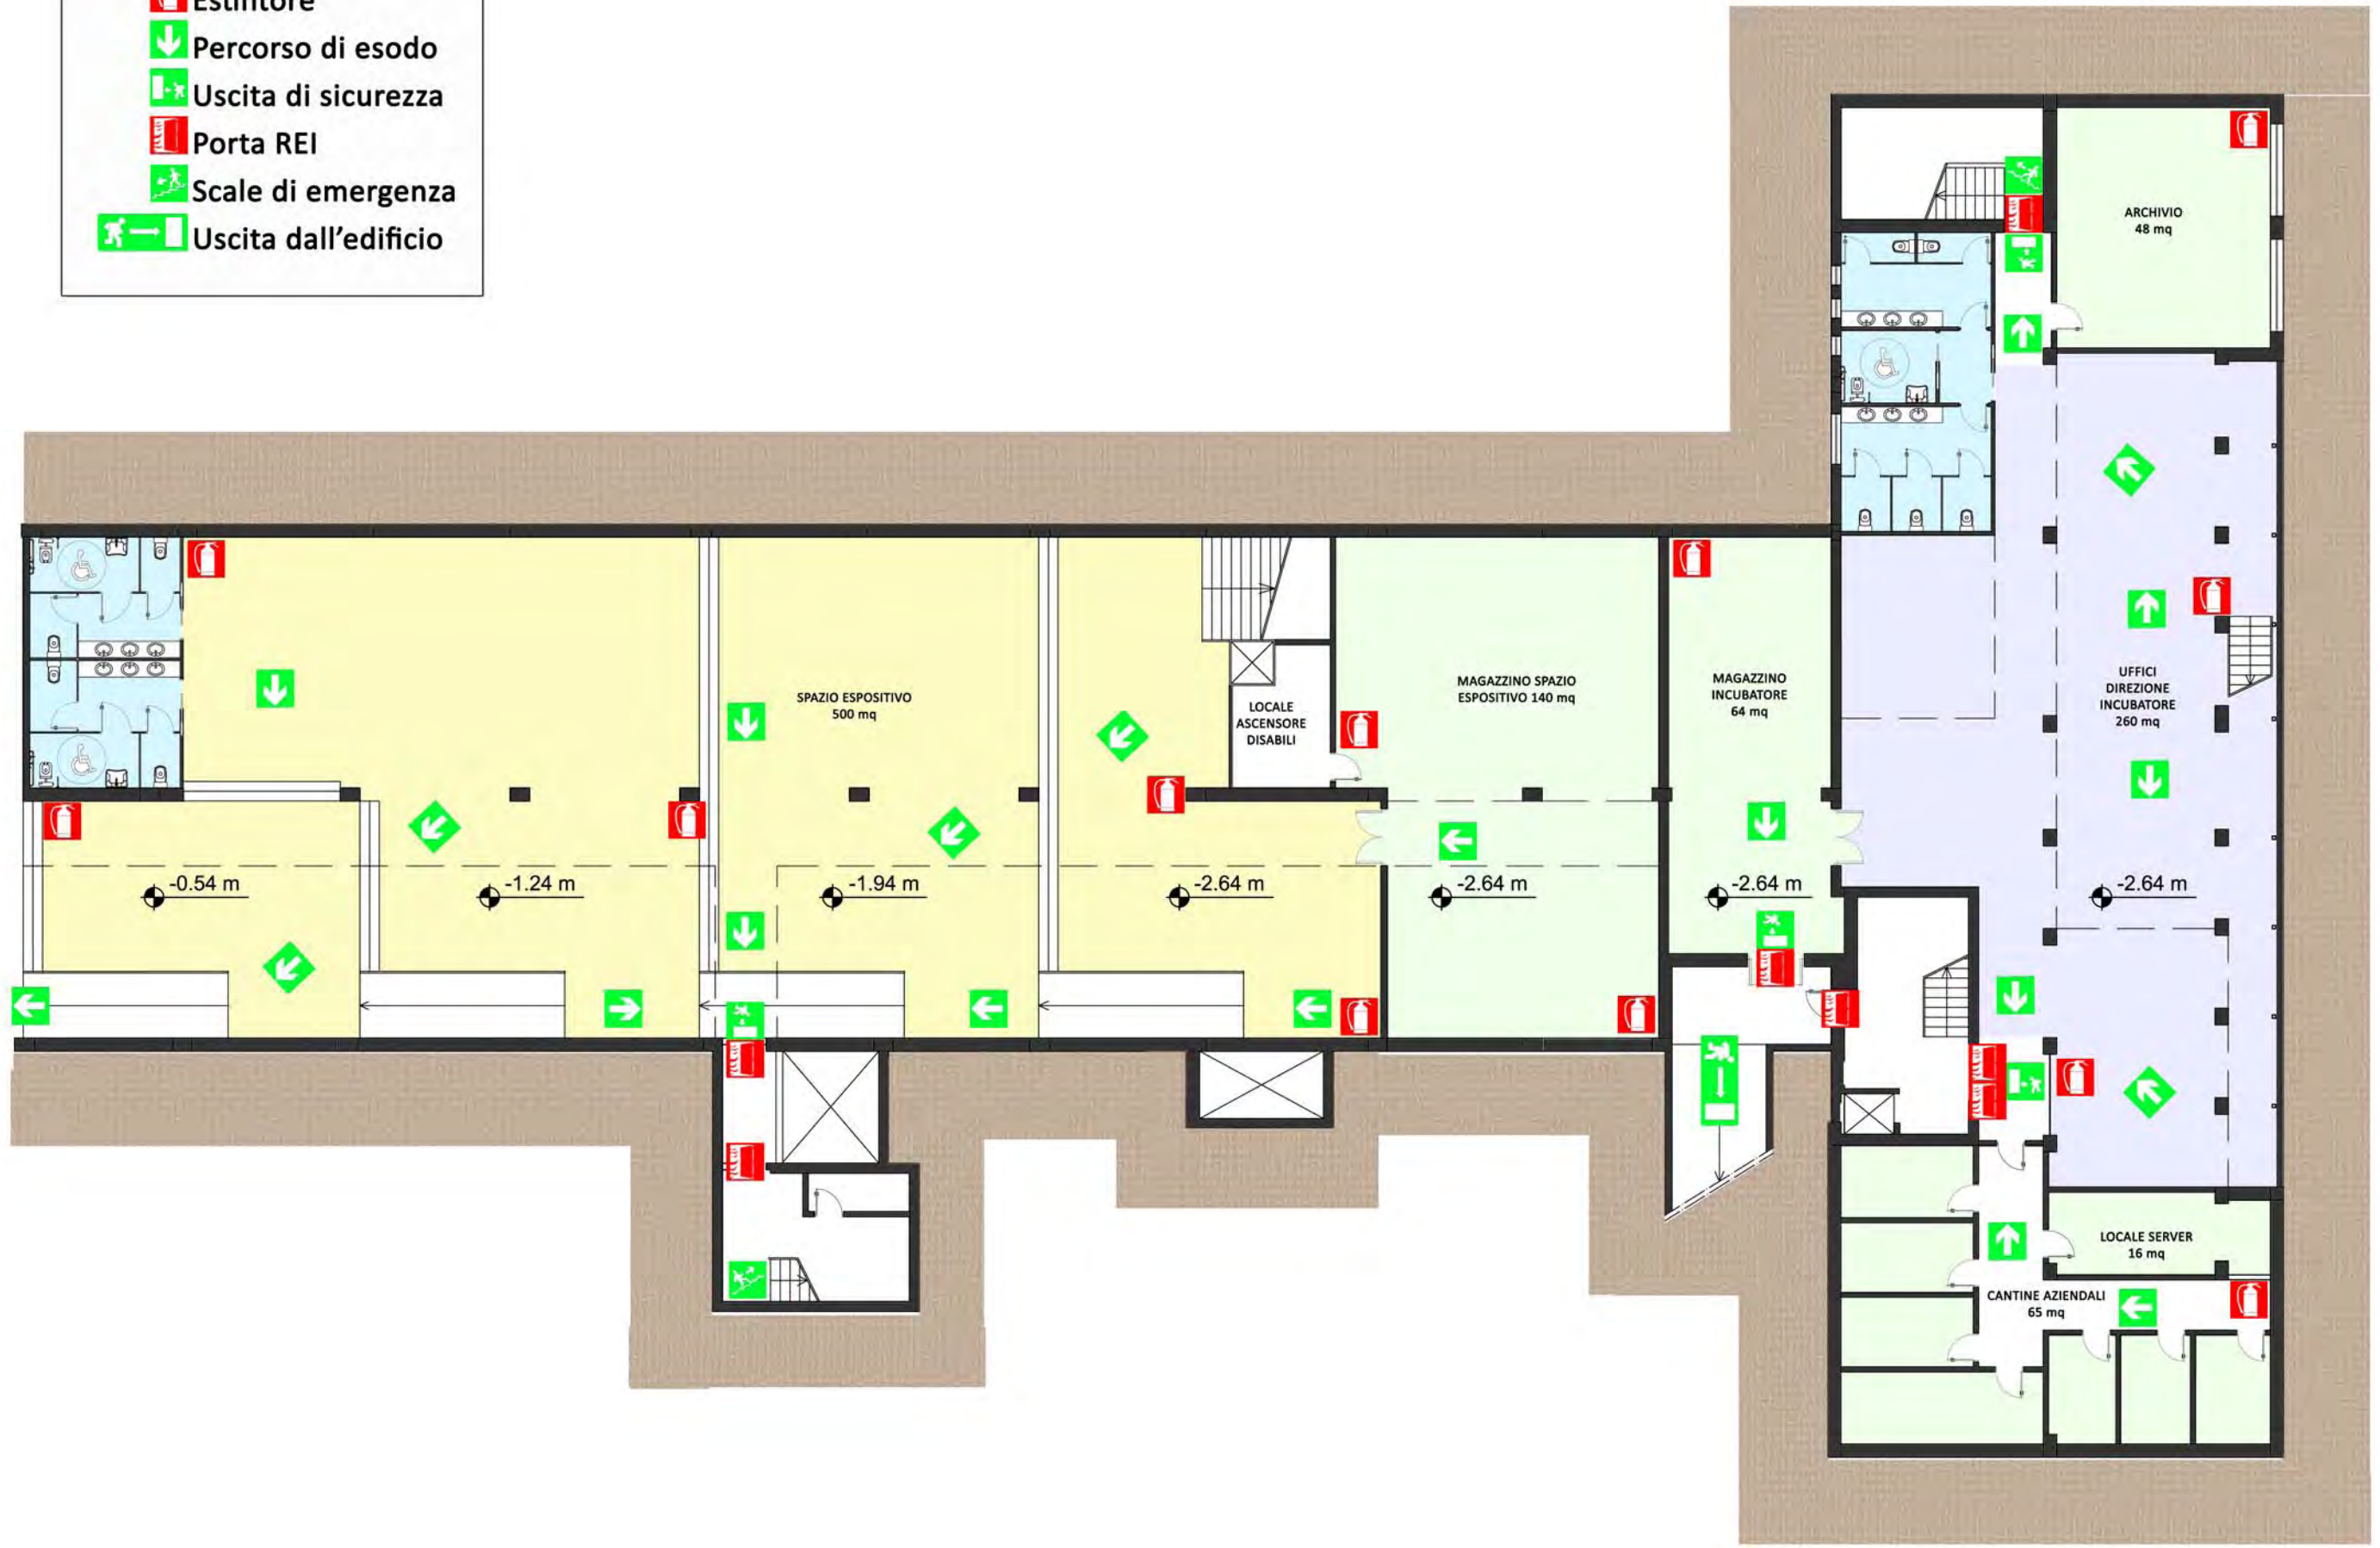 Estintore
Percorso di esodo
Uscita di sicurezza
Porta REI
Scale di emergenza
Uscita dall'edificio
ARCHIVIO
48 mq
SPAZIO ESPOSITIVO
500 mq
LOCALE
ASCENSORE
DISABILI
MAGAZZINO SPAZIO
ESPOSITIVO 140 mq
MAGAZZINO
INCUBATORE
64 mq
UFFICI
DIREZIONE
INCUBATORE
260 mq
-0.54 m
-1.24 m
-1.94 m
-2.64 m
-2.64 m
-2.64 m
-2.64 m
LOCALE SERVER
16 mq
CANTINE AZIENDALI
65 mq